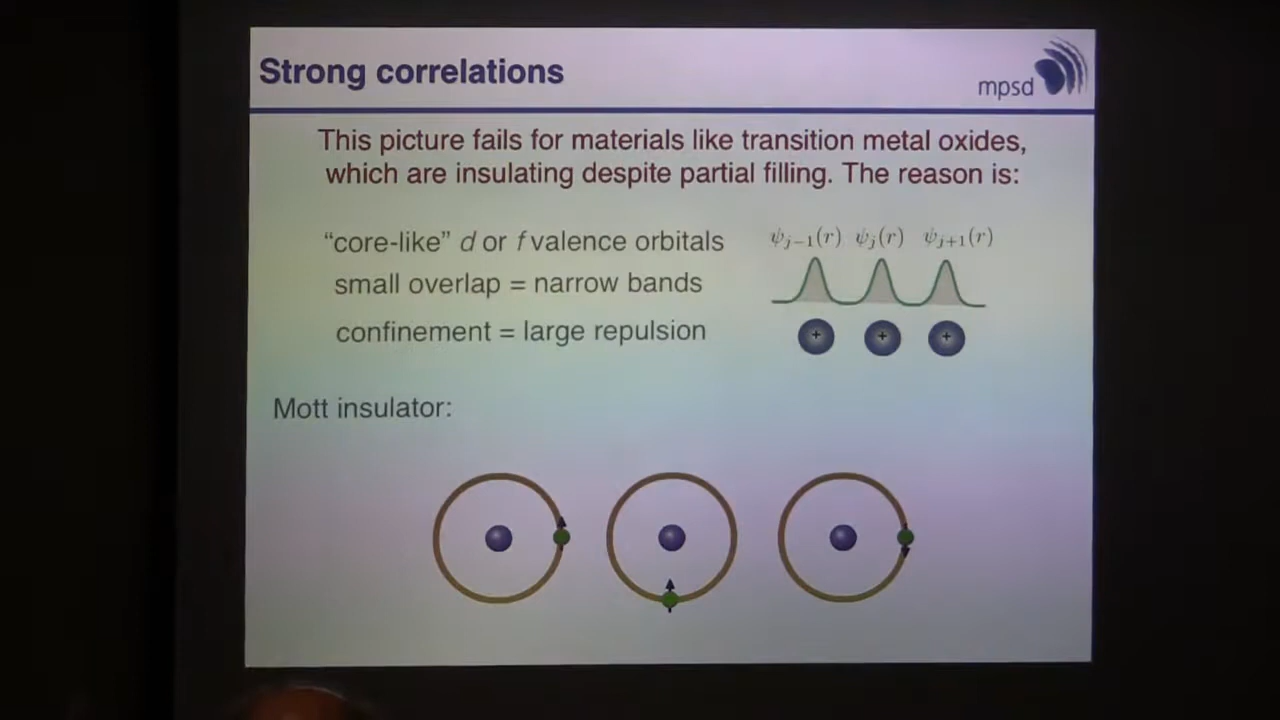 Strong correlations
mpsd
This picture fails for materials like transition metal oxides,
which are insulating despite partial filling. The reason is:
“core-like” d or f valence orbitals
ψj−1(r) ψj(r) ψj+1(r)
small overlap = narrow bands
confinement = large repulsion
+ + +
Mott insulator: